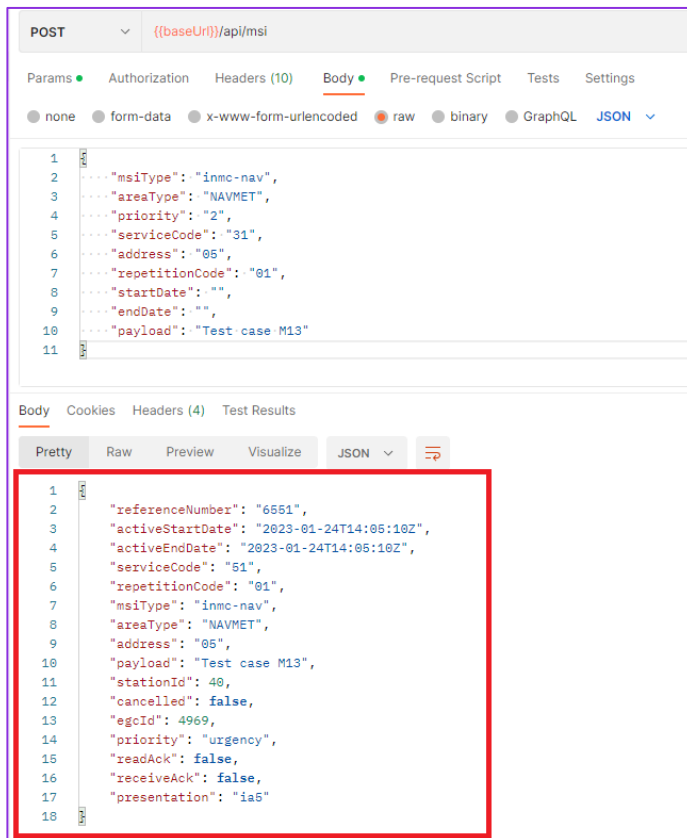 POST {{baseUrl}}/api/msi
Params Authorization Headers (10) Body Pre-request Script Tests Settings
none form-data x-www-form-urlencoded raw binary GraphQL JSON
1 {
2 "msiType": "inmc-nav",
3 "areaType": "NAVMET",
4 "priority": "2",
5 "serviceCode": "31",
6 "address": "05",
7 "repetitionCode": "01",
8 "startDate": "",
9 "endDate": "",
10 "payload": "Test case M13"
11 }
Body Cookies Headers (4) Test Results
Pretty Raw Preview Visualize JSON
1 {
2 "referenceNumber": "6551",
3 "activeStartDate": "2023-01-24T14:05:10Z",
4 "activeEndDate": "2023-01-24T14:05:10Z",
5 "serviceCode": "51",
6 "repetitionCode": "01",
7 "msiType": "inmc-nav",
8 "areaType": "NAVMET",
9 "address": "05",
10 "payload": "Test case M13",
11 "stationId": 40,
12 "cancelled": false,
13 "egcId": 4969,
14 "priority": "urgency",
15 "readAck": false,
16 "receiveAck": false,
17 "presentation": "ia5"
18 }